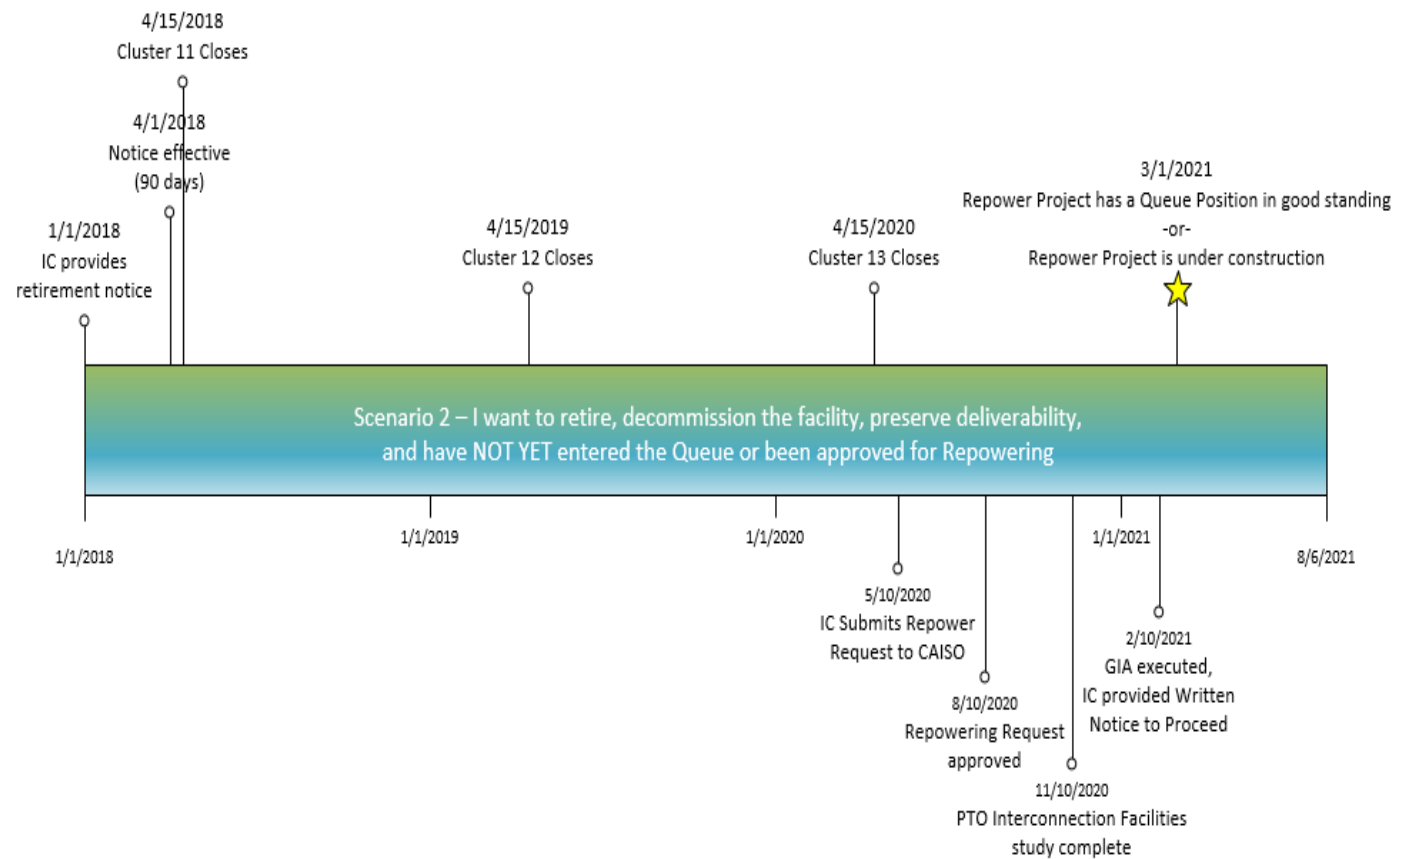 4/15/2018
Cluster 11 Closes
4/1/2018
Notice effective
(90 days)
1/1/2018
IC provides
retirement notice
4/15/2019
Cluster 12 Closes
4/15/2020
Cluster 13 Closes
3/1/2021
Repower Project has a Queue Position in good standing
-or-
Repower Project is under construction
Scenario 2 – I want to retire, decommission the facility, preserve deliverability,
and have NOT YET entered the Queue or been approved for Repowering
1/1/2018
1/1/2019
1/1/2020
1/1/2021
8/6/2021
5/10/2020
IC Submits Repower
Request to CAISO
8/10/2020
Repowering Request
approved
11/10/2020
PTO Interconnection Facilities
study complete
2/10/2021
GIA executed,
IC provided Written
Notice to Proceed